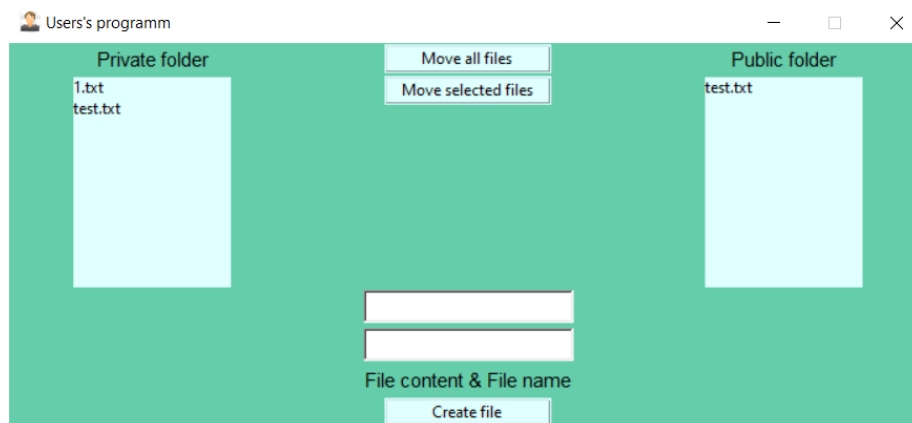 Users's programm
Private folder
Move all files
Public folder
1.txt
test.txt
Move selected files
test.txt
File content & File name
Create file